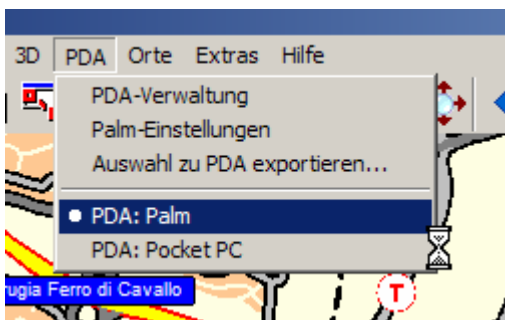 3D PDA Orte Extras Hilfe
PDA-Verwaltung
Palm-Einstellungen
Auswahl zu PDA exportieren...
PDA: Palm
PDA: Pocket PC
rugia Ferro di Cavallo
T